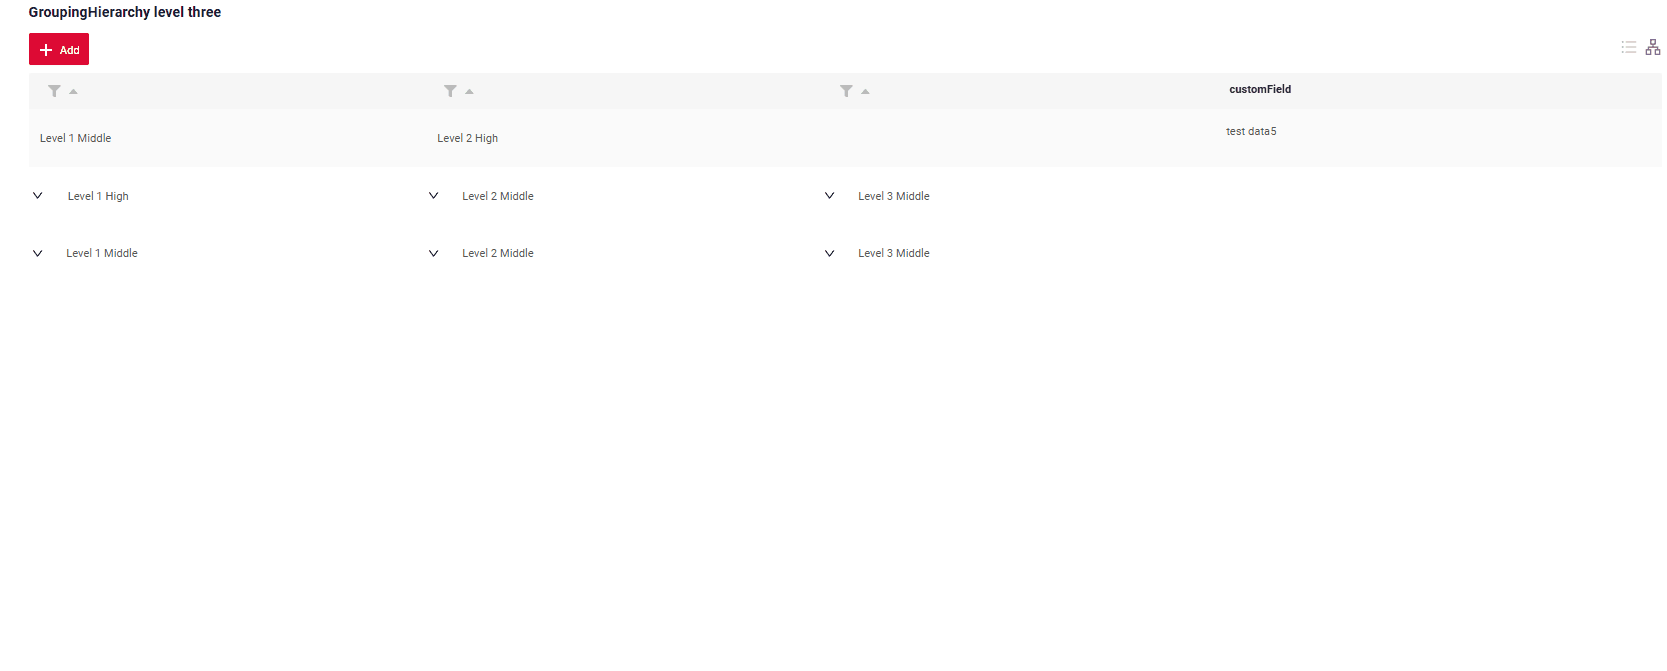 GroupingHierarchy level three
Add
customField
Level 1 Middle Level 2 High test data5
Level 1 High Level 2 Middle Level 3 Middle
Level 1 Middle Level 2 Middle Level 3 Middle